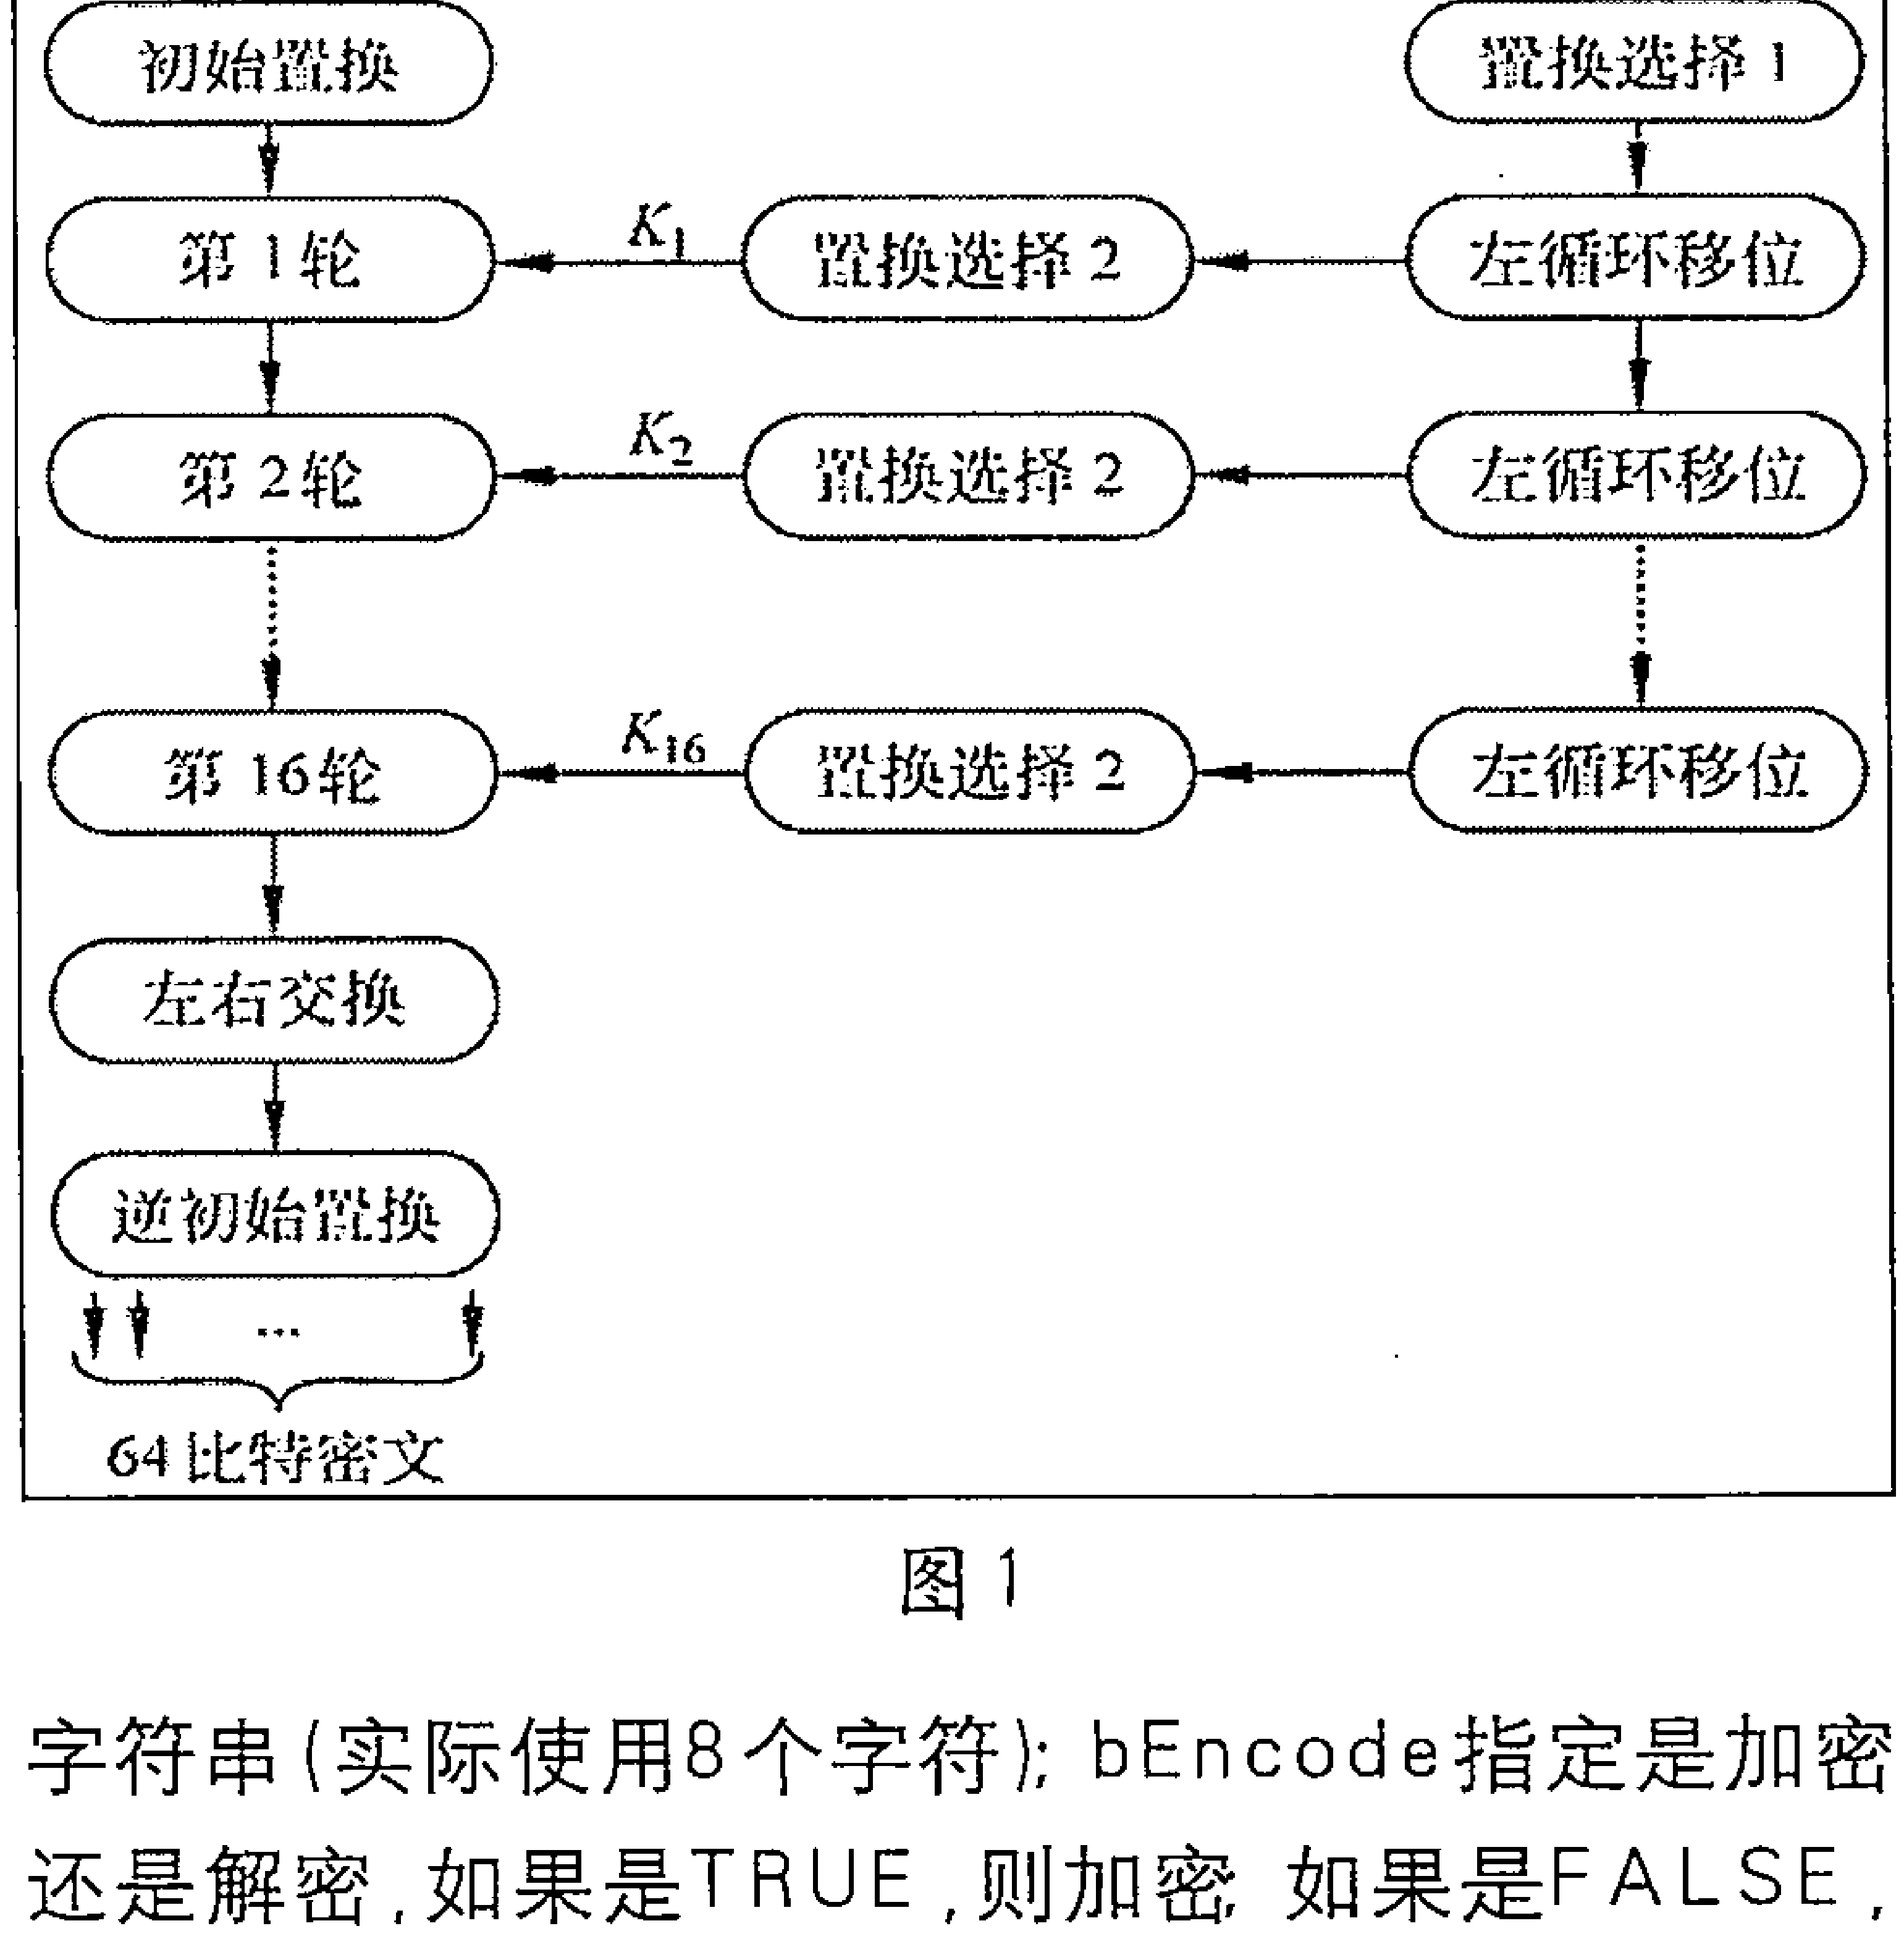 初始置换 置换选择1
第1轮 K1 置换选择2 左循环移位
第2轮 K2 置换选择2 左循环移位
第16轮 K16 置换选择2 左循环移位
左右交换
逆初始置换
...
64比特密文
图1
字符串(实际使用8个字符); bEncode指定是加密
还是解密,如果是TRUE,则加密 如果是FALSE,